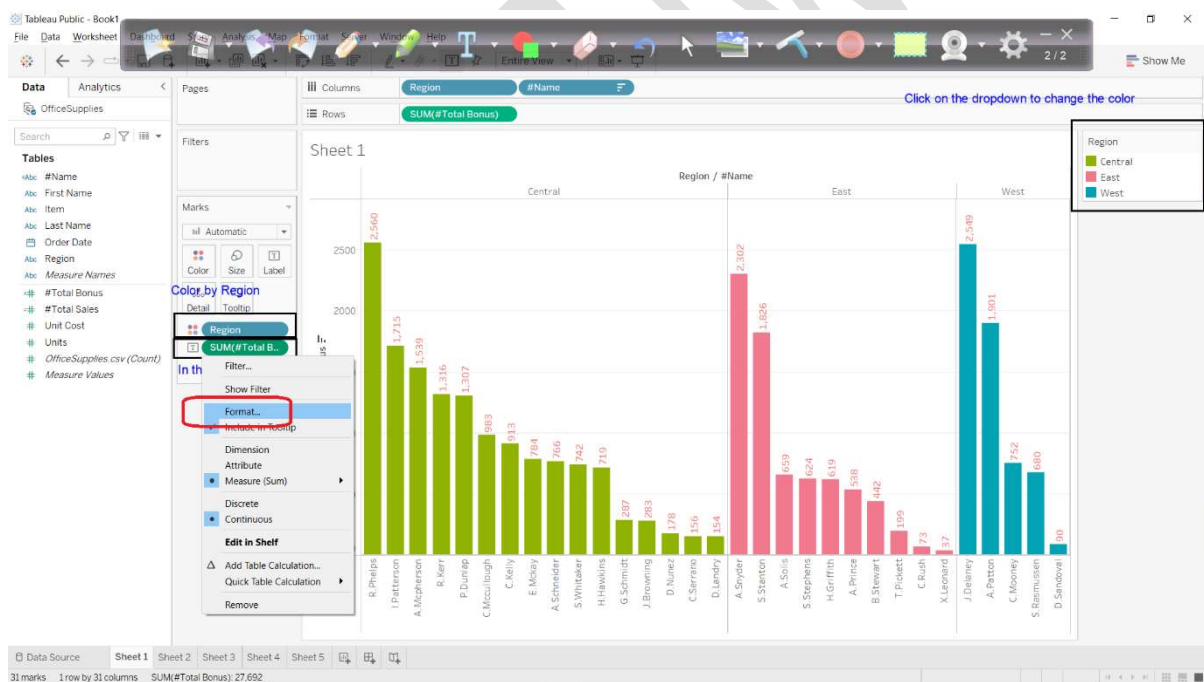 Tableau Public - Book1
File Data Worksheet Dashboard Story Analysis Map Format Server Window Help
Entire View
2/2
Show Me
Data Analytics
OfficeSupplies
Search
Tables
Abc #Name
Abc First Name
Abc Item
Abc Last Name
Order Date
Abc Region
Abc Measure Names
# #Total Bonus
# #Total Sales
# Unit Cost
# Units
# OfficeSupplies.csv (Count)
# Measure Values
Pages
Filters
Marks
Automatic
Color Size Label
Color by Region
Detail Tooltip
Region
SUM(#Total B..
In th
Filter...
Show Filter
Format...
Include in Tooltip
Dimension
Attribute
Measure (Sum)
Discrete
Continuous
Edit in Shelf
Add Table Calculation...
Quick Table Calculation
Remove
Columns Region #Name
Rows SUM(#Total Bonus)
Click on the dropdown to change the color
Sheet 1
Region / #Name
Central East West
2500
2000
2,560
1,715
1,539
1,316
1,307
983
913
784
766
742
719
287
283
178
156
154
2,302
1,826
659
624
619
538
442
199
73
37
2,549
1,901
752
680
90
R.Phelps
I.Patterson
A.Mcpherson
R.Kerr
P.Dunlap
C.Mccullough
C.Kelly
E.Mckay
A.Schneider
S.Whitaker
H.Hawkins
G.Schmidt
J.Browning
D.Nunez
C.Serrano
D.Landry
A.Snyder
S.Stanton
A.Solis
S.Stephens
H.Griffith
A.Prince
B.Stewart
T.Pickett
C.Rush
X.Leonard
J.Delaney
A.Patton
C.Mooney
S.Rasmussen
D.Sandoval
Region
Central
East
West
Data Source Sheet 1 Sheet 2 Sheet 3 Sheet 4 Sheet 5
31 marks 1 row by 31 columns SUM(#Total Bonus): 27,692